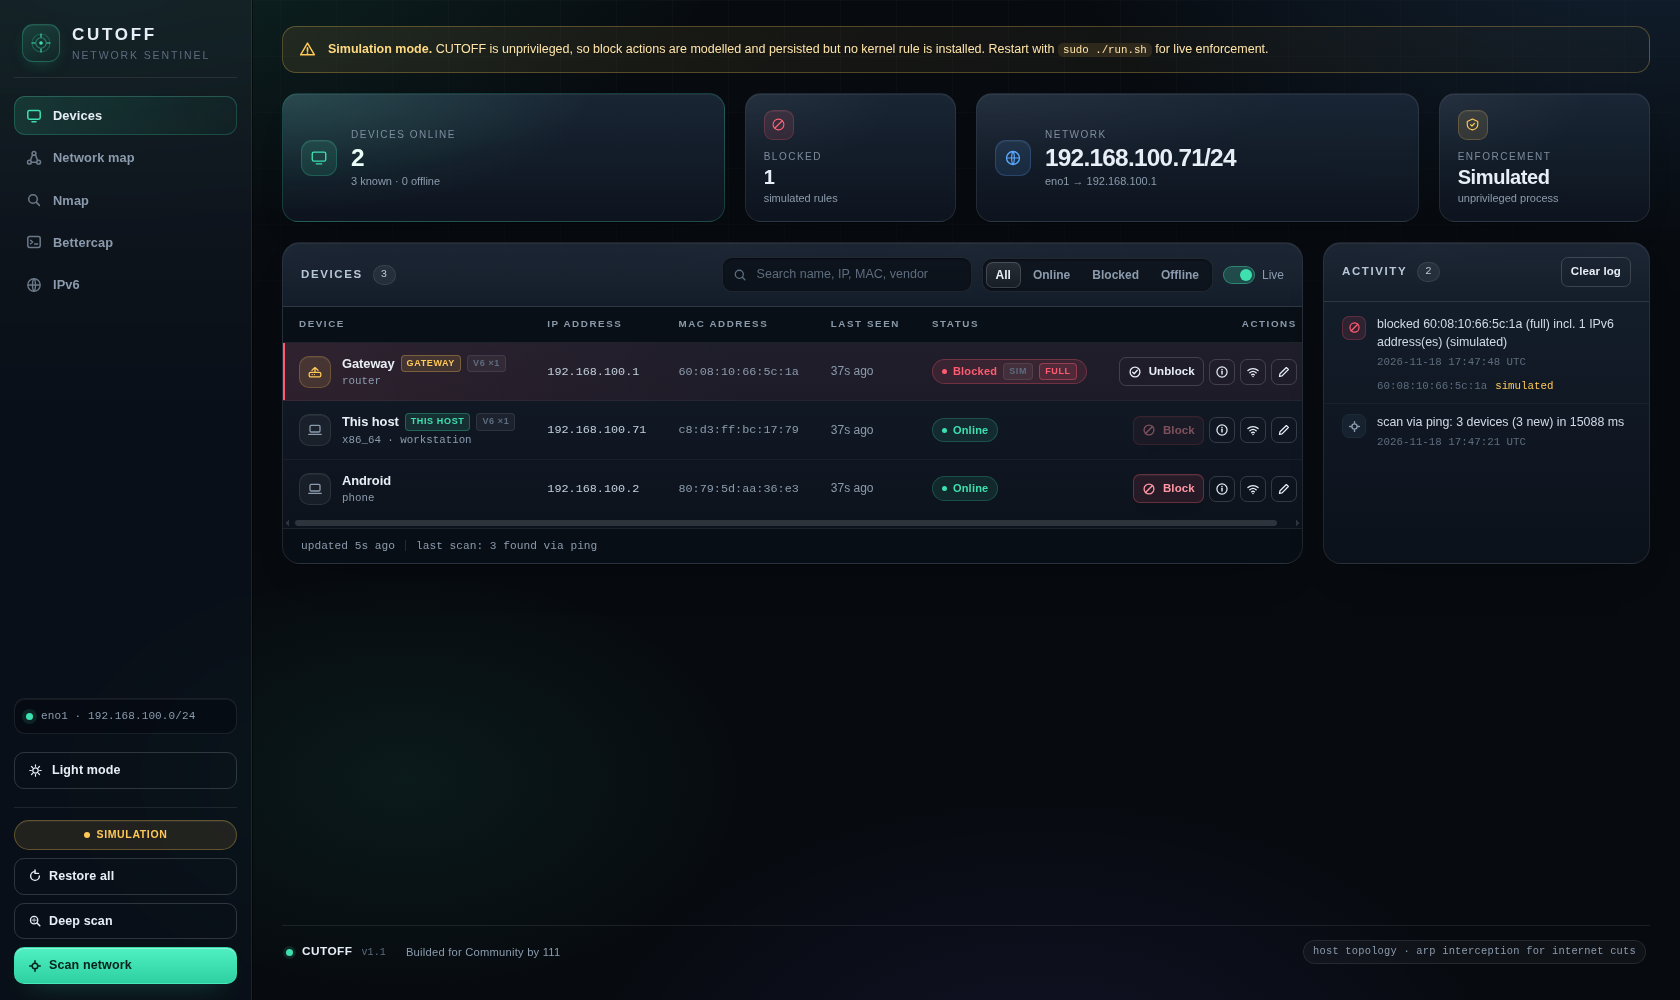 CUTOFF
NETWORK SENTINEL
Devices
Network map
Nmap
Bettercap
IPv6
eno1 · 192.168.100.0/24
Light mode
SIMULATION
Restore all
Deep scan
Scan network
Simulation mode. CUTOFF is unprivileged, so block actions are modelled and persisted but no kernel rule is installed. Restart with sudo ./run.sh for live enforcement.
DEVICES ONLINE
2
3 known · 0 offline
BLOCKED
1
simulated rules
NETWORK
192.168.100.71/24
eno1 → 192.168.100.1
ENFORCEMENT
Simulated
unprivileged process
DEVICES 3 Search name, IP, MAC, vendor All Online Blocked Offline Live
DEVICE IP ADDRESS MAC ADDRESS LAST SEEN STATUS ACTIONS
Gateway GATEWAY V6 ×1
router
192.168.100.1 60:08:10:66:5c:1a 37s ago Blocked SIM FULL Unblock
This host THIS HOST V6 ×1
x86_64 · workstation
192.168.100.71 c8:d3:ff:bc:17:79 37s ago Online Block
Android
phone
192.168.100.2 80:79:5d:aa:36:e3 37s ago Online Block
updated 5s ago last scan: 3 found via ping
ACTIVITY 2 Clear log
blocked 60:08:10:66:5c:1a (full) incl. 1 IPv6
address(es) (simulated)
2026-11-18 17:47:48 UTC
60:08:10:66:5c:1a simulated
scan via ping: 3 devices (3 new) in 15088 ms
2026-11-18 17:47:21 UTC
CUTOFF v1.1 Builded for Community by 111
host topology · arp interception for internet cuts